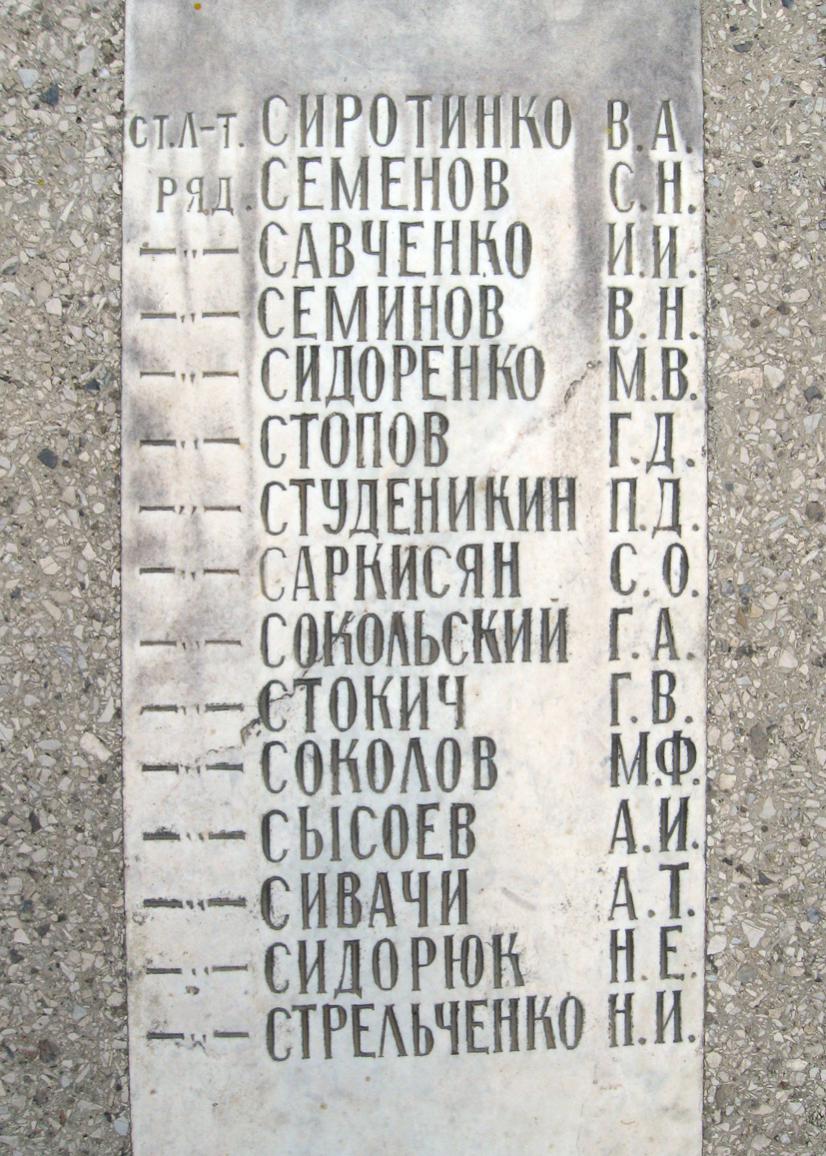 СТ.Л-Т. СИРОТИНКО В.А.
РЯД. СЕМЕНОВ С.Н.
—"— САВЧЕНКО И.И.
—"— СЕМИНОВ В.Н.
—"— СИДОРЕНКО М.В.
—"— СТОПОВ Г.Д.
—"— СТУДЕНИКИН П.Д.
—"— САРКИСЯН С.О.
—"— СОКОЛЬСКИЙ Г.А.
—"— СТОКИЧ Г.В.
—"— СОКОЛОВ М.Ф.
—"— СЫСОЕВ А.И.
—"— СИВАЧИ А.Т.
—"— СИДОРЮК Н.Е.
—"— СТРЕЛЬЧЕНКО Н.И.